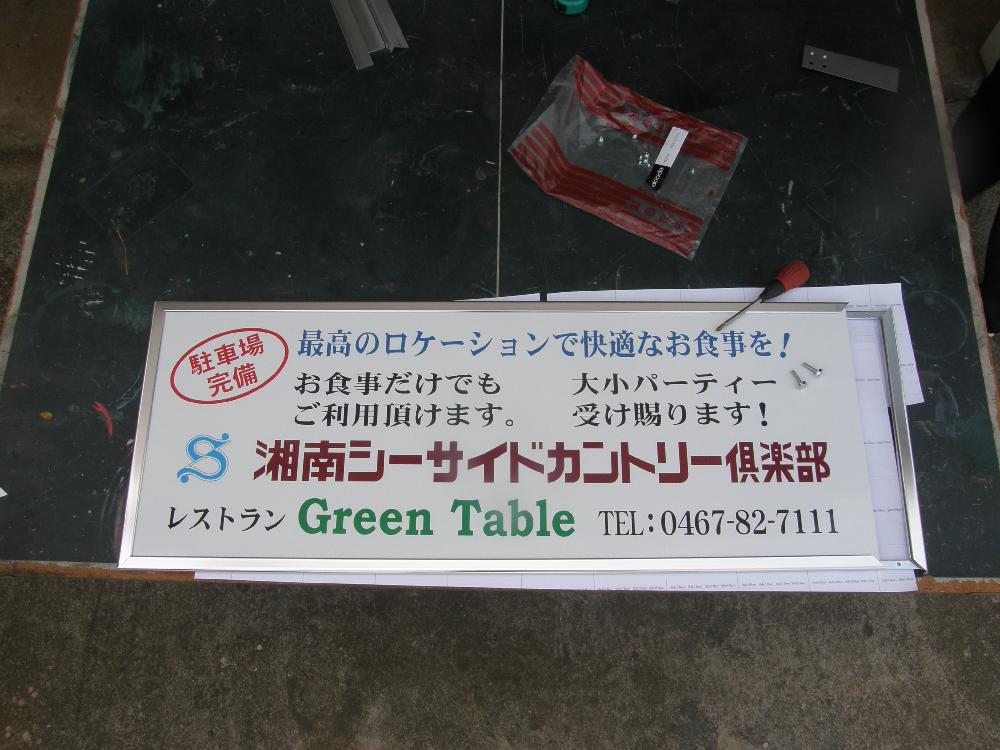 駐車場
完備
最高のロケーションで快適なお食事を!
お食事だけでも
ご利用頂けます。
大小パーティー
受け賜ります!
S
湘南シーサイドカントリー倶楽部
レストラン Green Table TEL:0467-82-7111